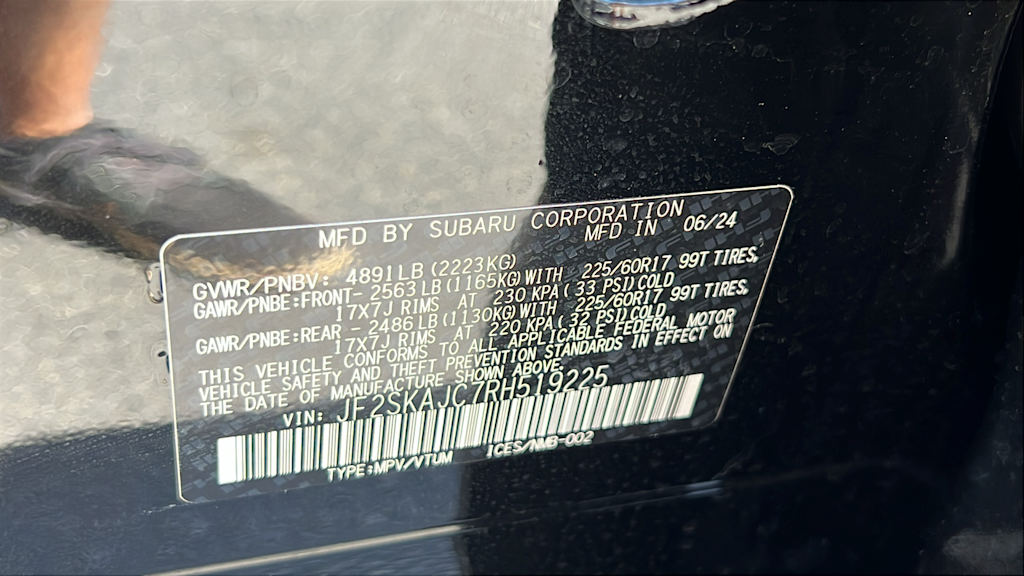 MFD BY SUBARU CORPORATION
MFD IN 06/24
GVWR/PNBV: 4891LB (2223KG)
GAWR/PNBE:FRONT- 2563LB (1165KG) WITH 225/60R17 99T TIRES,
17X7J RIMS AT 230 KPA ( 33 PSI) COLD
GAWR/PNBE:REAR - 2486LB (1130KG) WITH 225/60R17 99T TIRES,
17X7J RIMS AT 220 KPA ( 32 PSI) COLD
THIS VEHICLE CONFORMS TO ALL APPLICABLE FEDERAL MOTOR
VEHICLE SAFETY AND THEFT PREVENTION STANDARDS IN EFFECT ON
THE DATE OF MANUFACTURE SHOWN ABOVE.
VIN: JF2SKAJC7RH519225
TYPE:MPV/VTUM ICES/NMB-002